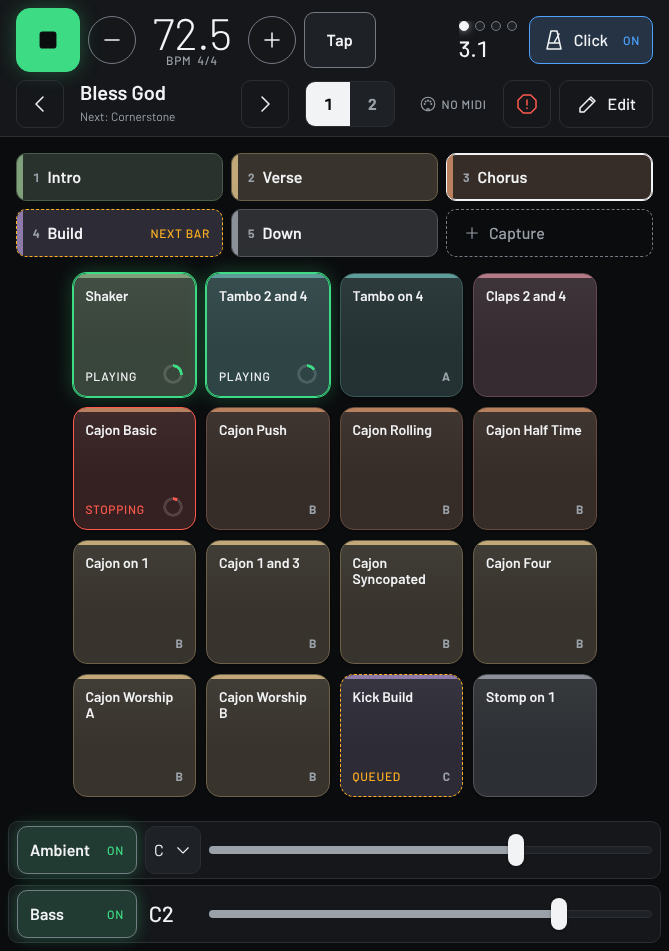 72.5
BPM 4/4
Tap
3.1
Click ON
Bless God
Next: Cornerstone
1 2
NO MIDI
Edit
1 Intro
2 Verse
3 Chorus
4 Build NEXT BAR
5 Down
Capture
Shaker
PLAYING
Tambo 2 and 4
PLAYING
Tambo on 4
A
Claps 2 and 4
Cajon Basic
STOPPING
Cajon Push
B
Cajon Rolling
B
Cajon Half Time
B
Cajon on 1
B
Cajon 1 and 3
B
Cajon
Syncopated
B
Cajon Four
B
Cajon Worship
A
B
Cajon Worship
B
B
Kick Build
QUEUED C
Stomp on 1
Ambient ON
C
Bass ON
C2